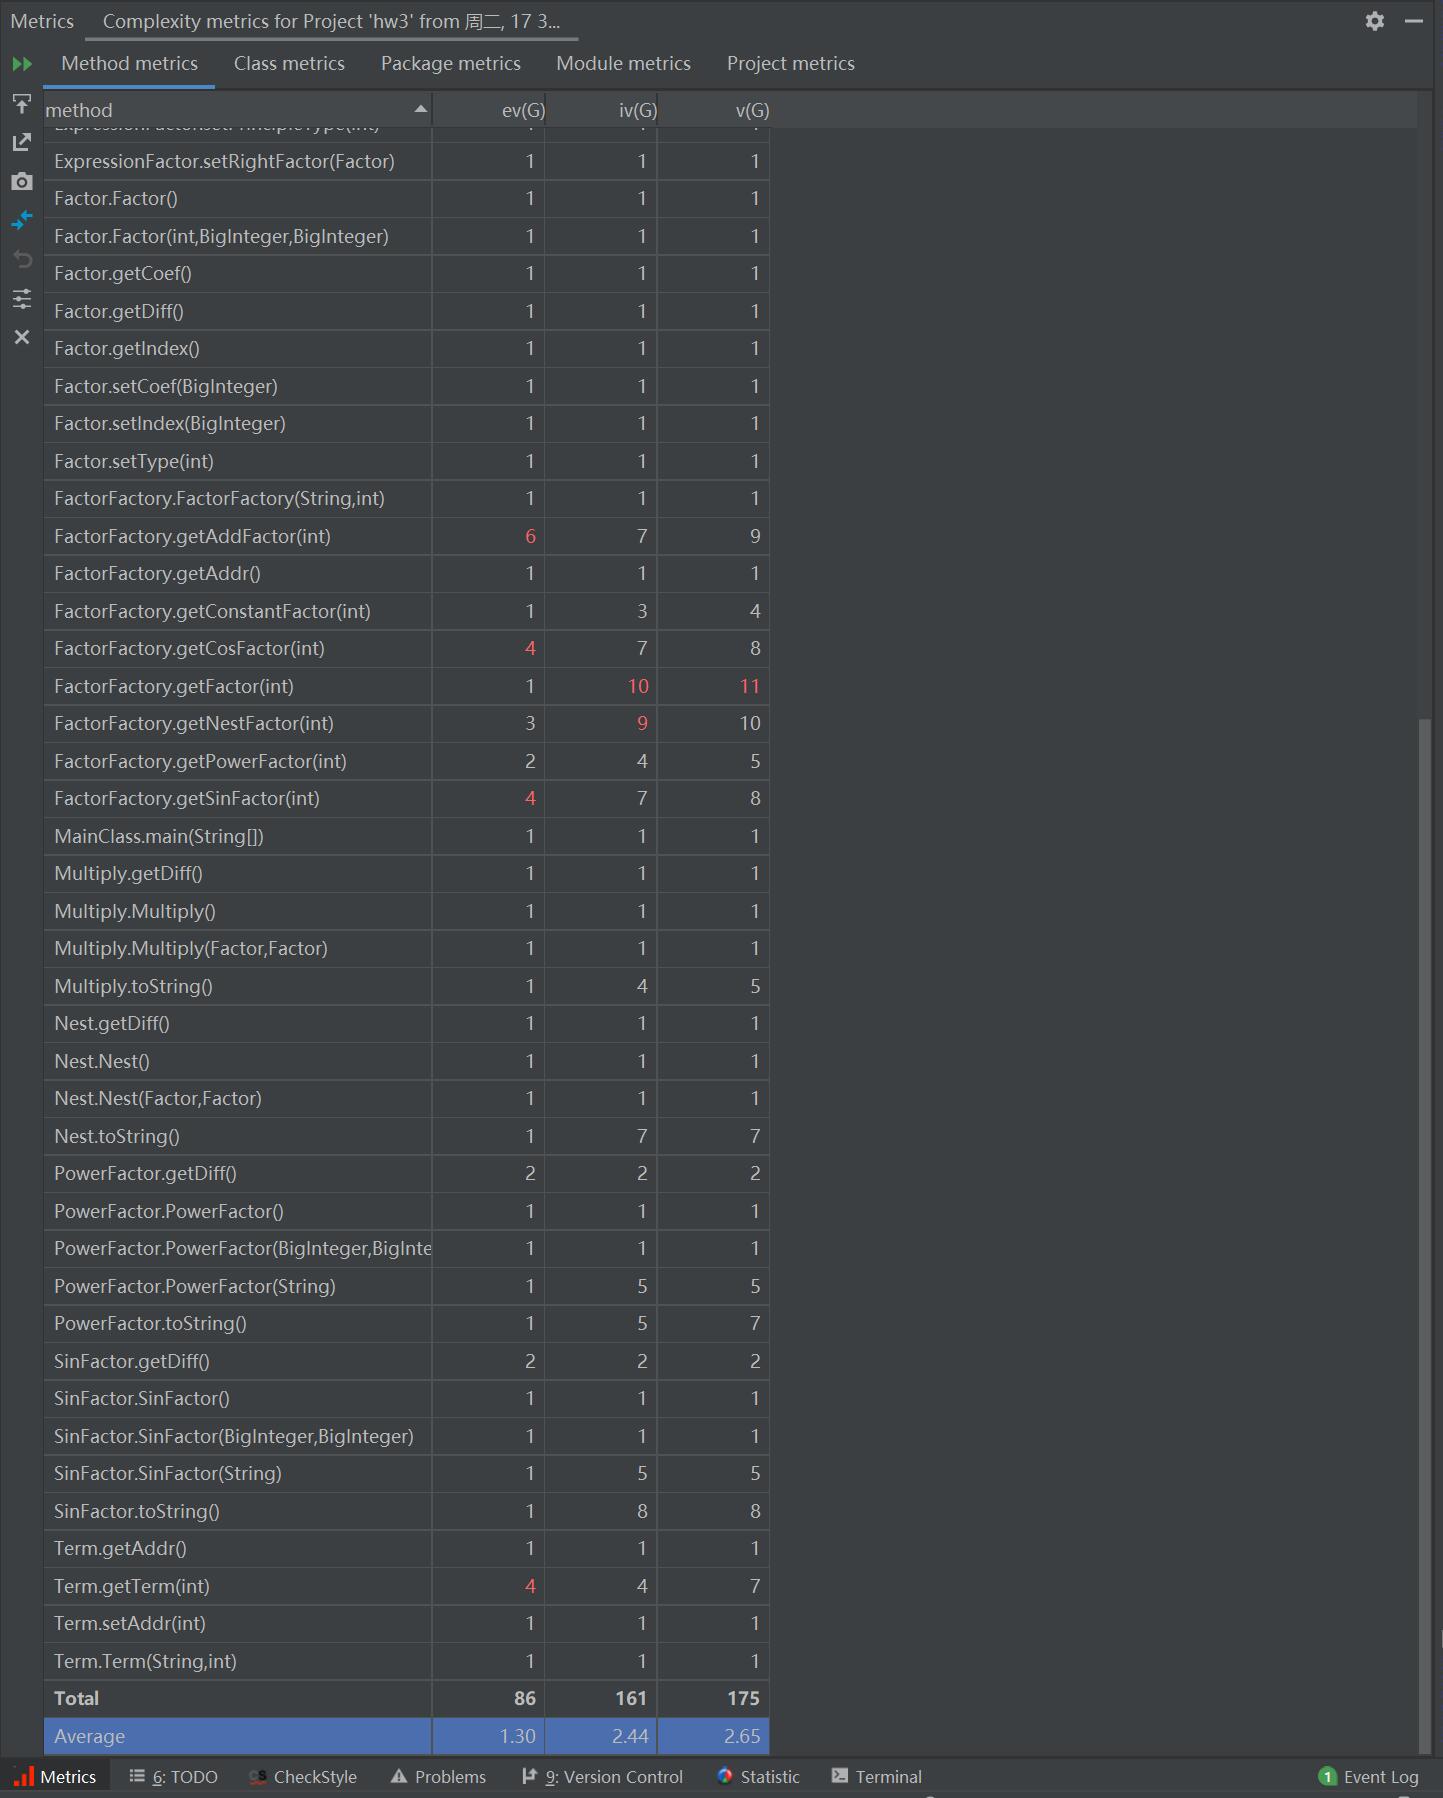 Metrics Complexity metrics for Project 'hw3' from 周二, 17 3...
Method metrics Class metrics Package metrics Module metrics Project metrics
method ev(G) iv(G) v(G)
ExpressionFactor.setPrincipleType(int) 1 1 1
ExpressionFactor.setRightFactor(Factor) 1 1 1
Factor.Factor() 1 1 1
Factor.Factor(int,BigInteger,BigInteger) 1 1 1
Factor.getCoef() 1 1 1
Factor.getDiff() 1 1 1
Factor.getIndex() 1 1 1
Factor.setCoef(BigInteger) 1 1 1
Factor.setIndex(BigInteger) 1 1 1
Factor.setType(int) 1 1 1
FactorFactory.FactorFactory(String,int) 1 1 1
FactorFactory.getAddFactor(int) 6 7 9
FactorFactory.getAddr() 1 1 1
FactorFactory.getConstantFactor(int) 1 3 4
FactorFactory.getCosFactor(int) 4 7 8
FactorFactory.getFactor(int) 1 10 11
FactorFactory.getNestFactor(int) 3 9 10
FactorFactory.getPowerFactor(int) 2 4 5
FactorFactory.getSinFactor(int) 4 7 8
MainClass.main(String[]) 1 1 1
Multiply.getDiff() 1 1 1
Multiply.Multiply() 1 1 1
Multiply.Multiply(Factor,Factor) 1 1 1
Multiply.toString() 1 4 5
Nest.getDiff() 1 1 1
Nest.Nest() 1 1 1
Nest.Nest(Factor,Factor) 1 1 1
Nest.toString() 1 7 7
PowerFactor.getDiff() 2 2 2
PowerFactor.PowerFactor() 1 1 1
PowerFactor.PowerFactor(BigInteger,BigInte 1 1 1
PowerFactor.PowerFactor(String) 1 5 5
PowerFactor.toString() 1 5 7
SinFactor.getDiff() 2 2 2
SinFactor.SinFactor() 1 1 1
SinFactor.SinFactor(BigInteger,BigInteger) 1 1 1
SinFactor.SinFactor(String) 1 5 5
SinFactor.toString() 1 8 8
Term.getAddr() 1 1 1
Term.getTerm(int) 4 4 7
Term.setAddr(int) 1 1 1
Term.Term(String,int) 1 1 1
Total 86 161 175
Average 1.30 2.44 2.65
Metrics 6: TODO CS CheckStyle Problems 9: Version Control Statistic Terminal 1 Event Log